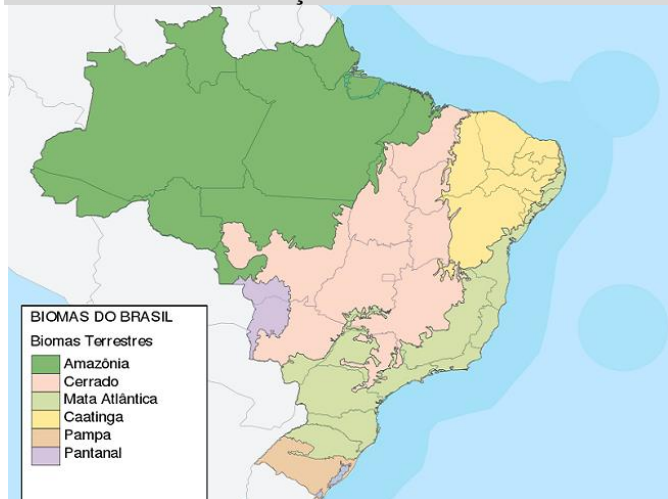 BIOMAS DO BRASIL
Biomas Terrestres
Amazônia
Cerrado
Mata Atlântica
Caatinga
Pampa
Pantanal